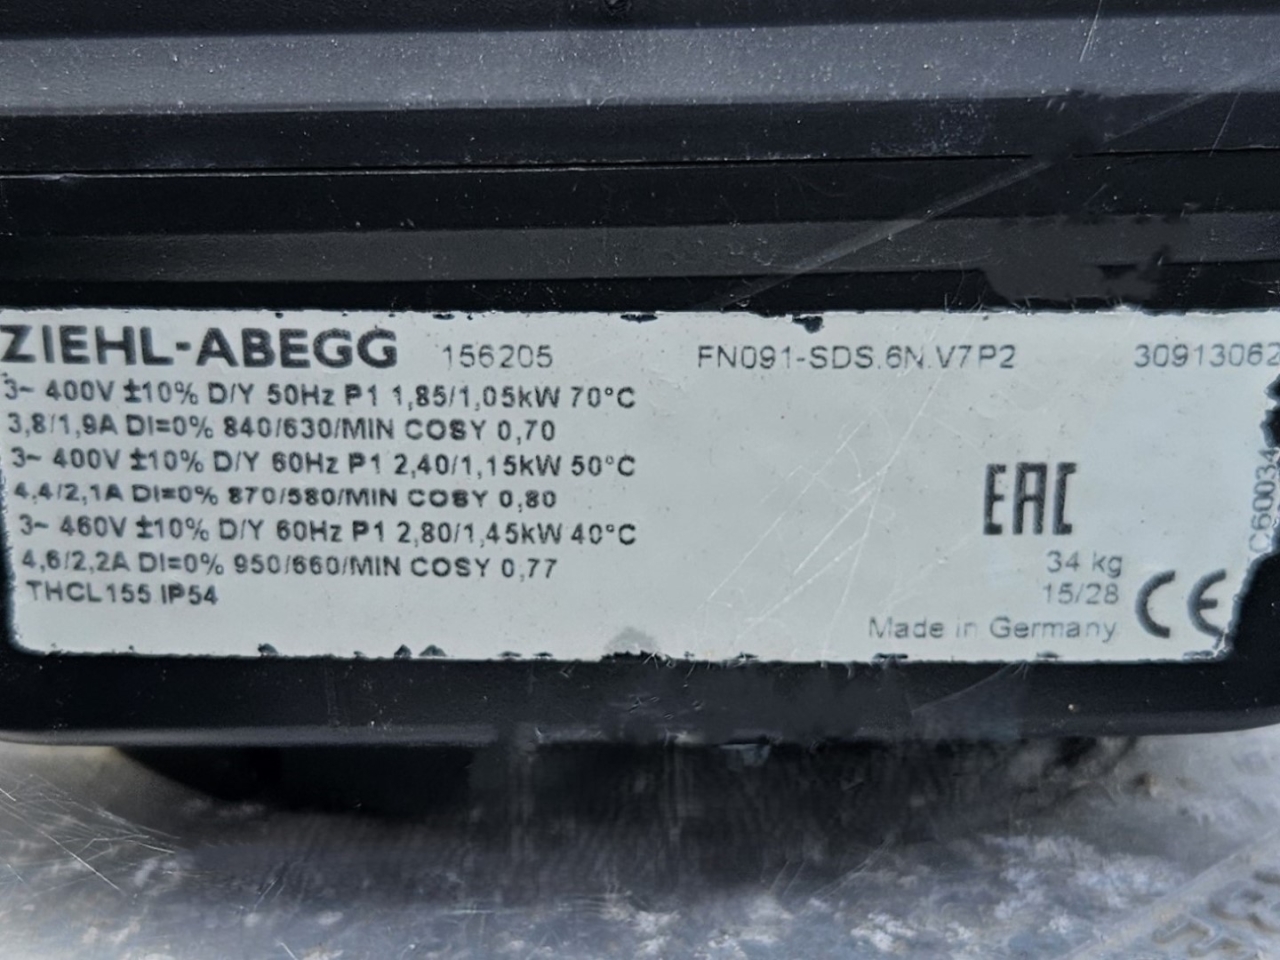 ZIEHL-ABEGG 156205 FN091-SDS.6N.V7P2 30913062
3~ 400V ±10% D/Y 50Hz P1 1,85/1,05kW 70°C
3,8/1,9A DI=0% 840/630/MIN COSY 0,70
3~ 400V ±10% D/Y 60Hz P1 2,40/1,15kW 50°C
4,4/2,1A DI=0% 870/580/MIN COSY 0,80
3~ 460V ±10% D/Y 60Hz P1 2,80/1,45kW 40°C
4,6/2,2A DI=0% 950/660/MIN COSY 0,77
THCL155 IP54
EAC
34 kg
15/28
Made in Germany
CE
C60034